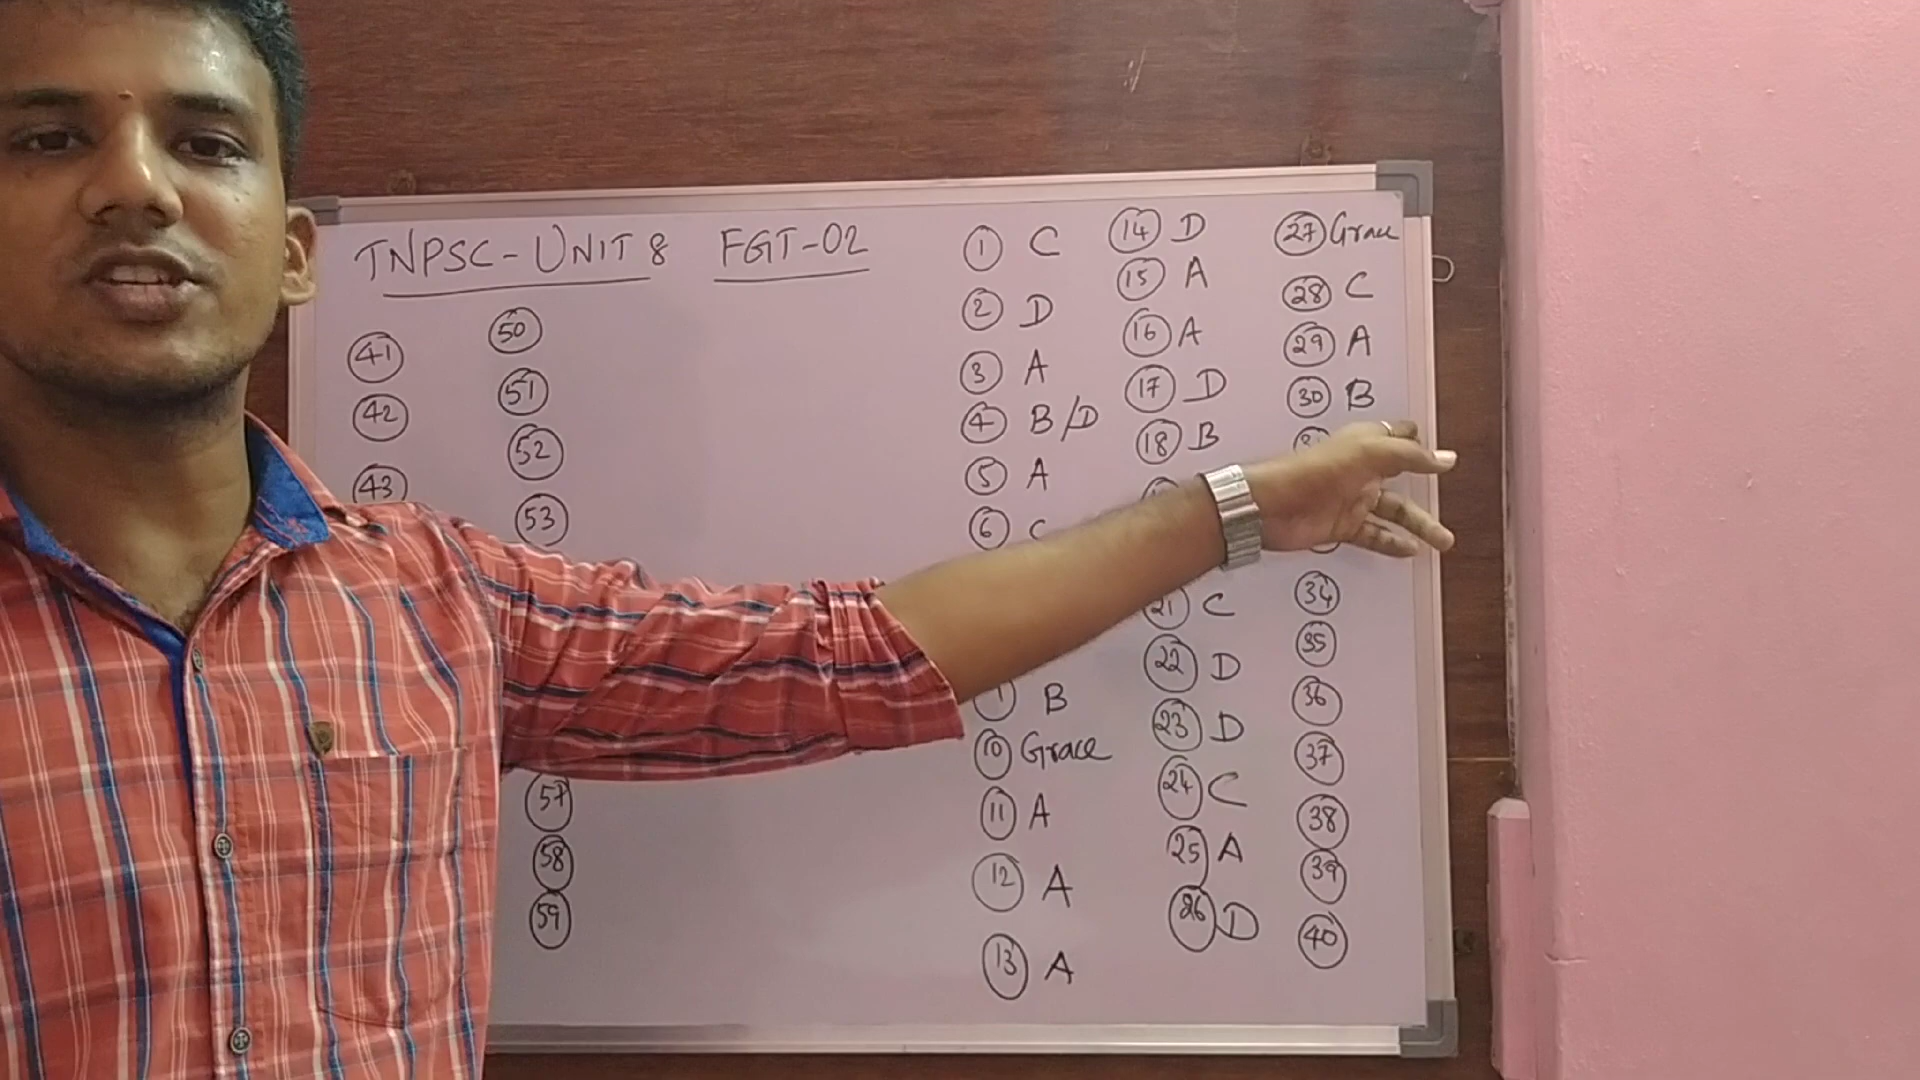 TNPSC - UNIT 8 FGT-02
41
42
43
50
51
52
53
57
58
59
1 C
2 D
3 A
4 B/D
5 A
6 C
B
10 Grace
11 A
12 A
13 A
14 D
15 A
16 A
17 D
18 B
21 C
22 D
23 D
24 C
25 A
26 D
27 Grace
28 C
29 A
30 B
34
35
36
37
38
39
40